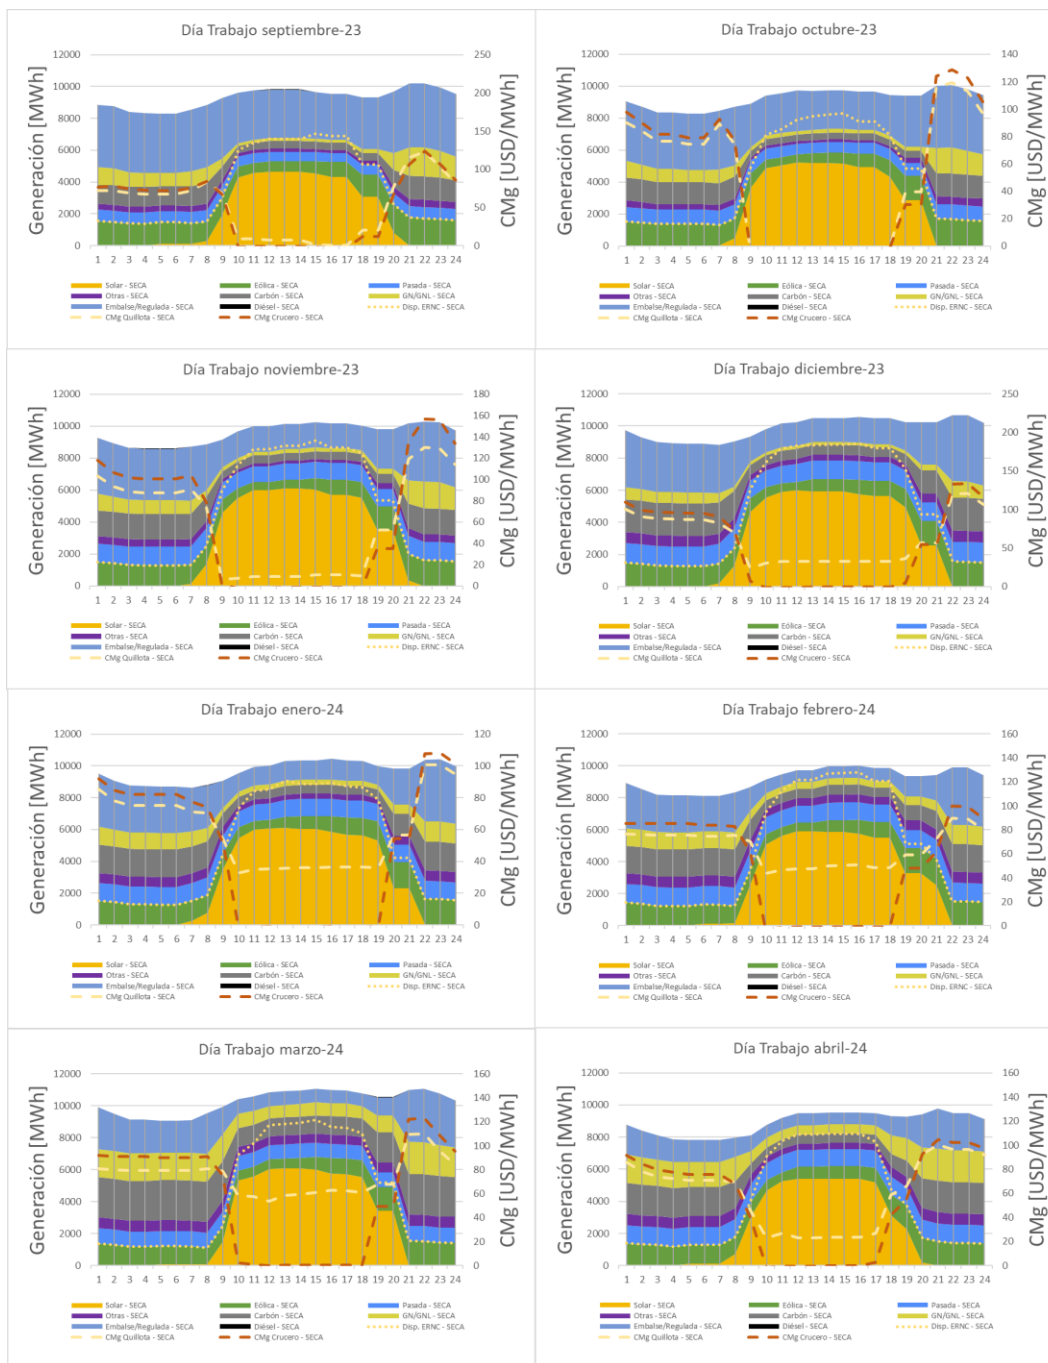 Día Trabajo septiembre-23
Generación [MWh]
12000
10000
8000
6000
4000
2000
0
250
200
150
100
50
0
CMg [USD/MWh]
1 2 3 4 5 6 7 8 9 10 11 12 13 14 15 16 17 18 19 20 21 22 23 24
Solar - SECA Eólica - SECA Pasada - SECA
Otras - SECA Carbón - SECA GN/GNL - SECA
Embalse/Regulada - SECA Diésel - SECA Disp. ERNC - SECA
CMg Quillota - SECA CMg Crucero - SECA
Día Trabajo octubre-23
Generación [MWh]
12000
10000
8000
6000
4000
2000
0
140
120
100
80
60
40
20
0
CMg [USD/MWh]
1 2 3 4 5 6 7 8 9 10 11 12 13 14 15 16 17 18 19 20 21 22 23 24
Solar - SECA Eólica - SECA Pasada - SECA
Otras - SECA Carbón - SECA GN/GNL - SECA
Embalse/Regulada - SECA Diésel - SECA Disp. ERNC - SECA
CMg Quillota - SECA CMg Crucero - SECA
Día Trabajo noviembre-23
Generación [MWh]
12000
10000
8000
6000
4000
2000
0
180
160
140
120
100
80
60
40
20
0
CMg [USD/MWh]
1 2 3 4 5 6 7 8 9 10 11 12 13 14 15 16 17 18 19 20 21 22 23 24
Solar - SECA Eólica - SECA Pasada - SECA
Otras - SECA Carbón - SECA GN/GNL - SECA
Embalse/Regulada - SECA Diésel - SECA Disp. ERNC - SECA
CMg Quillota - SECA CMg Crucero - SECA
Día Trabajo diciembre-23
Generación [MWh]
12000
10000
8000
6000
4000
2000
0
250
200
150
100
50
0
CMg [USD/MWh]
1 2 3 4 5 6 7 8 9 10 11 12 13 14 15 16 17 18 19 20 21 22 23 24
Solar - SECA Eólica - SECA Pasada - SECA
Otras - SECA Carbón - SECA GN/GNL - SECA
Embalse/Regulada - SECA Diésel - SECA Disp. ERNC - SECA
CMg Quillota - SECA CMg Crucero - SECA
Día Trabajo enero-24
Generación [MWh]
12000
10000
8000
6000
4000
2000
0
120
100
80
60
40
20
0
CMg [USD/MWh]
1 2 3 4 5 6 7 8 9 10 11 12 13 14 15 16 17 18 19 20 21 22 23 24
Solar - SECA Eólica - SECA Pasada - SECA
Otras - SECA Carbón - SECA GN/GNL - SECA
Embalse/Regulada - SECA Diésel - SECA Disp. ERNC - SECA
CMg Quillota - SECA CMg Crucero - SECA
Día Trabajo febrero-24
Generación [MWh]
12000
10000
8000
6000
4000
2000
0
160
140
120
100
80
60
40
20
0
CMg [USD/MWh]
1 2 3 4 5 6 7 8 9 10 11 12 13 14 15 16 17 18 19 20 21 22 23 24
Solar - SECA Eólica - SECA Pasada - SECA
Otras - SECA Carbón - SECA GN/GNL - SECA
Embalse/Regulada - SECA Diésel - SECA Disp. ERNC - SECA
CMg Quillota - SECA CMg Crucero - SECA
Día Trabajo marzo-24
Generación [MWh]
12000
10000
8000
6000
4000
2000
0
160
140
120
100
80
60
40
20
0
CMg [USD/MWh]
1 2 3 4 5 6 7 8 9 10 11 12 13 14 15 16 17 18 19 20 21 22 23 24
Solar - SECA Eólica - SECA Pasada - SECA
Otras - SECA Carbón - SECA GN/GNL - SECA
Embalse/Regulada - SECA Diésel - SECA Disp. ERNC - SECA
CMg Quillota - SECA CMg Crucero - SECA
Día Trabajo abril-24
Generación [MWh]
12000
10000
8000
6000
4000
2000
0
160
140
120
100
80
60
40
20
0
CMg [USD/MWh]
1 2 3 4 5 6 7 8 9 10 11 12 13 14 15 16 17 18 19 20 21 22 23 24
Solar - SECA Eólica - SECA Pasada - SECA
Otras - SECA Carbón - SECA GN/GNL - SECA
Embalse/Regulada - SECA Diésel - SECA Disp. ERNC - SECA
CMg Quillota - SECA CMg Crucero - SECA